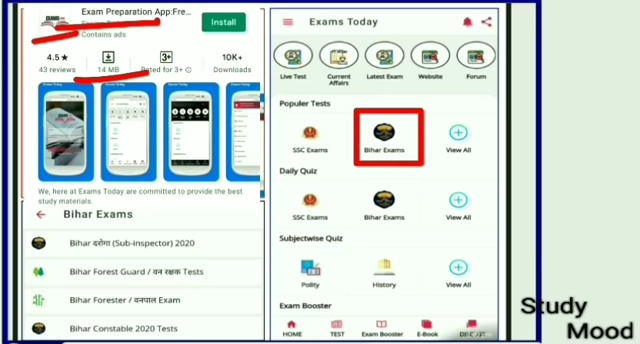 Exam Preparation App:Fre...
Contains ads
Install
4.5★
43 reviews
14 MB
3+
Rated for 3+
10K+
Downloads
We, here at Exams Today are committed to provide the best
study materials.
Bihar Exams
Bihar दरोगा (Sub-inspector) 2020
Bihar Forest Guard / वन रक्षक Tests
Bihar Forester / वनपाल Exam
Bihar Constable 2020 Tests
Exams Today
Live Test
Current
Affairs
Latest Exam
Website
Forum
Populer Tests
SSC Exams
Bihar Exams
View All
Daily Quiz
SSC Exams
Bihar Exams
View All
Subjectwise Quiz
Polity
History
View All
Exam Booster
HOME
TEST
Exam Booster
E-Book
Study
Mood